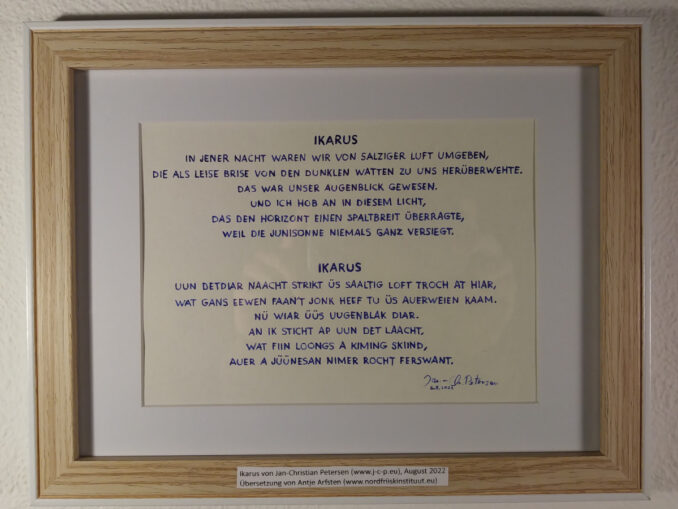 IKARUS
IN JENER NACHT WAREN WIR VON SALZIGER LUFT UMGEBEN,
DIE ALS LEISE BRISE VON DEN DUNKLEN WATTEN ZU UNS HERÜBERWEHTE.
DAS WAR UNSER AUGENBLICK GEWESEN.
UND ICH HOB AN IN DIESEM LICHT,
DAS DEN HORIZONT EINEN SPALTBREIT ÜBERRAGTE,
WEIL DIE JUNISONNE NIEMALS GANZ VERSIEGT.
IKARUS
UUN DETDIAR NAACHT STRIKT ÜS SAALTIG LOFT TROCH AT HIAR,
WAT GANS EEWEN FAAN'T JONK HEEF TU ÜS AUERWEIEN KAAM.
NÜ WIAR ÜÜS UUGENBLAK DIAR.
AN IK STICHT AP UUN DET LAACHT,
WAT FIIN LOONGS A KIMING SKIIND,
AUER A JÜÜNESAN NIMER ROCHT FERSWANT.
Jan-Ch. Petersen
Ikarus von Jan-Christian Petersen (www.j-c-p.eu), August 2022
Übersetzung von Antje Arfsten (www.nordfriiskinstituut.eu)